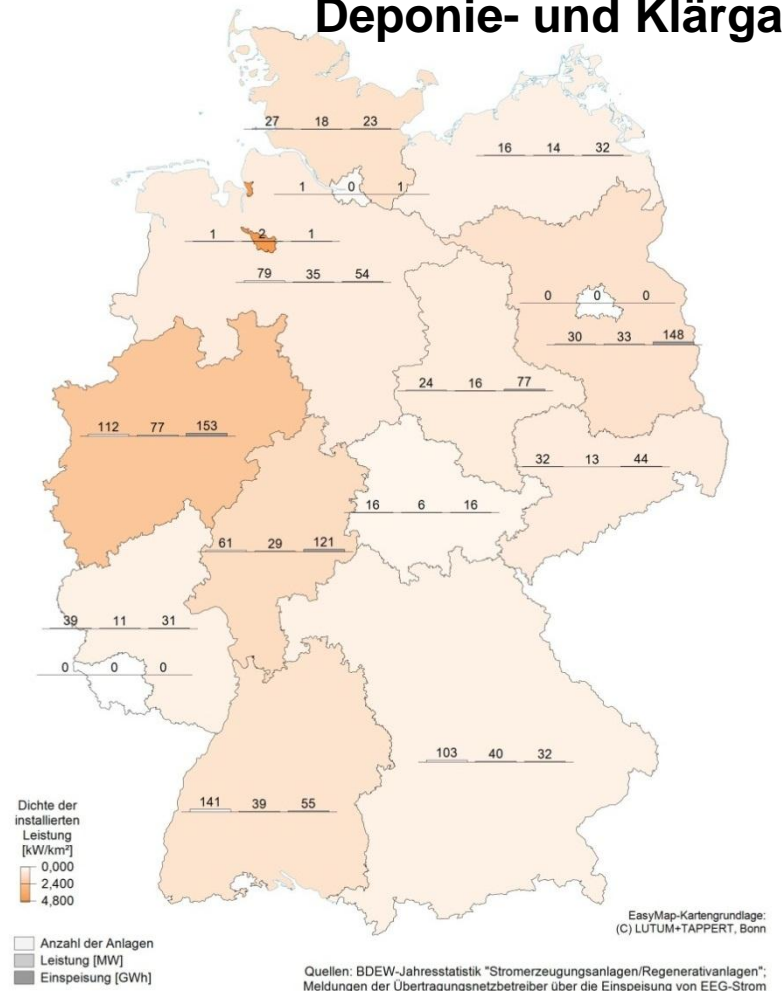 Deponie- und Klärga
27 18 23
16 14 32
1 0 1
1 2 1
79 35 54
0 0 0
30 33 148
24 16 77
112 77 153
32 13 44
16 6 16
61 29 121
39 11 31
0 0 0
103 40 32
141 39 55
Dichte der
installierten
Leistung
[kW/km²]
0,000
2,400
4,800
Anzahl der Anlagen
Leistung [MW]
Einspeisung [GWh]
EasyMap-Kartengrundlage:
(C) LUTUM+TAPPERT, Bonn
Quellen: BDEW-Jahresstatistik "Stromerzeugungsanlagen/Regenerativanlagen";
Meldungen der Übertragungsnetzbetreiber über die Einspeisung von EEG-Strom